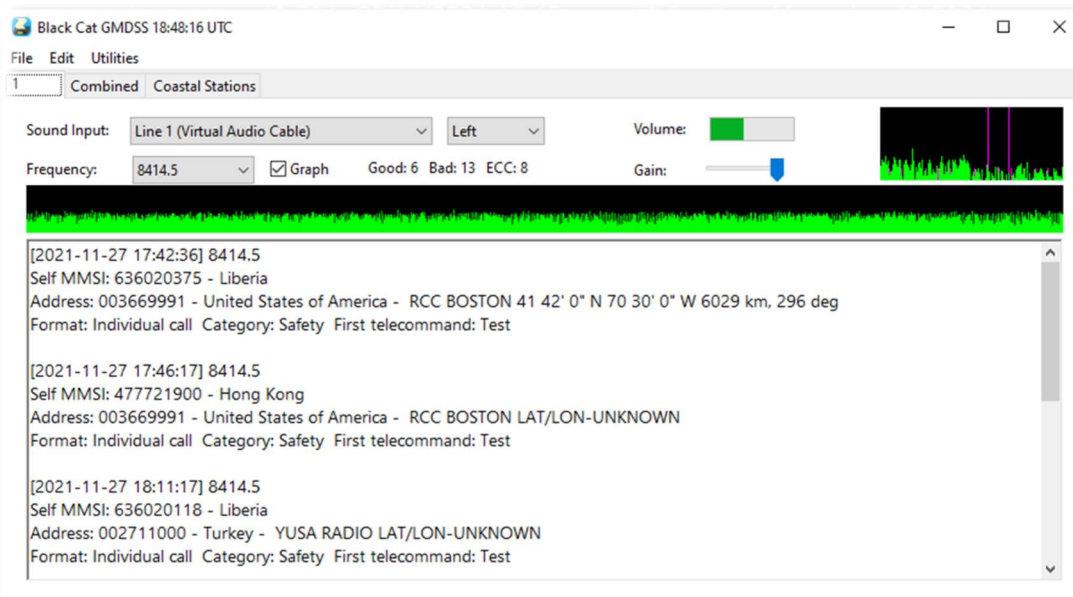 Black Cat GMDSS 18:48:16 UTC
File Edit Utilities
1 Combined Coastal Stations
Sound Input: Line 1 (Virtual Audio Cable) Left Volume:
Frequency: 8414.5 Graph Good: 6 Bad: 13 ECC: 8 Gain:
[2021-11-27 17:42:36] 8414.5
Self MMSI: 636020375 - Liberia
Address: 003669991 - United States of America - RCC BOSTON 41 42' 0" N 70 30' 0" W 6029 km, 296 deg
Format: Individual call Category: Safety First telecommand: Test
[2021-11-27 17:46:17] 8414.5
Self MMSI: 477721900 - Hong Kong
Address: 003669991 - United States of America - RCC BOSTON LAT/LON-UNKNOWN
Format: Individual call Category: Safety First telecommand: Test
[2021-11-27 18:11:17] 8414.5
Self MMSI: 636020118 - Liberia
Address: 002711000 - Turkey - YUSA RADIO LAT/LON-UNKNOWN
Format: Individual call Category: Safety First telecommand: Test